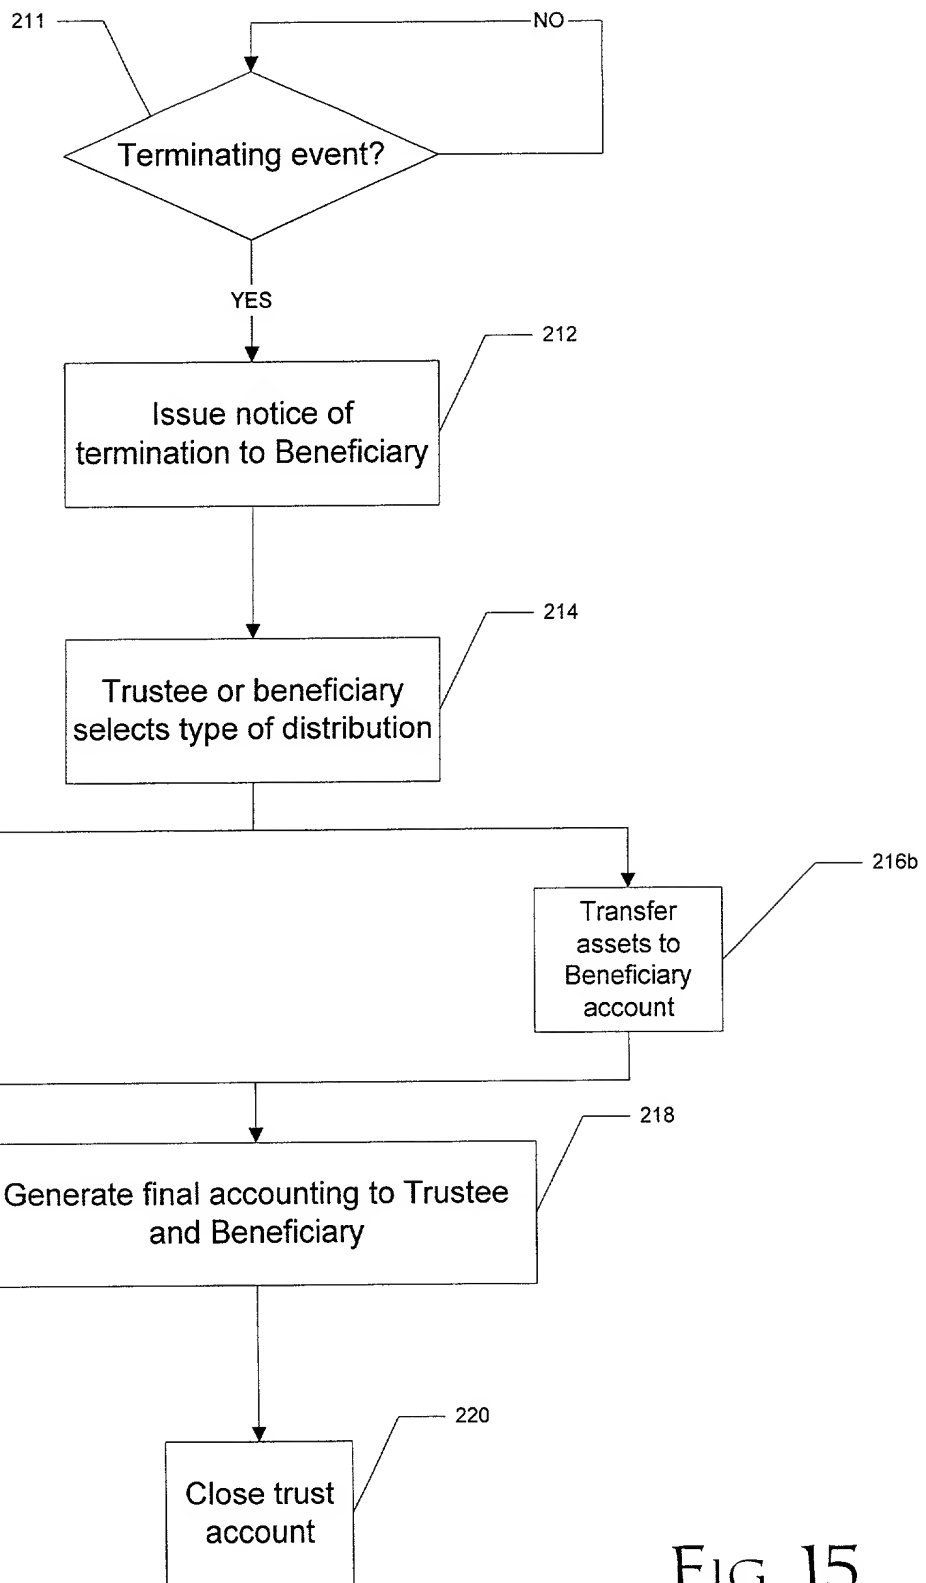 211
NO
Terminating event?
YES
212
Issue notice of
termination to Beneficiary
214
Trustee or beneficiary
selects type of distribution
216b
Transfer
assets to
Beneficiary
account
218
Generate final accounting to Trustee
and Beneficiary
220
Close trust
account
FIG. 15